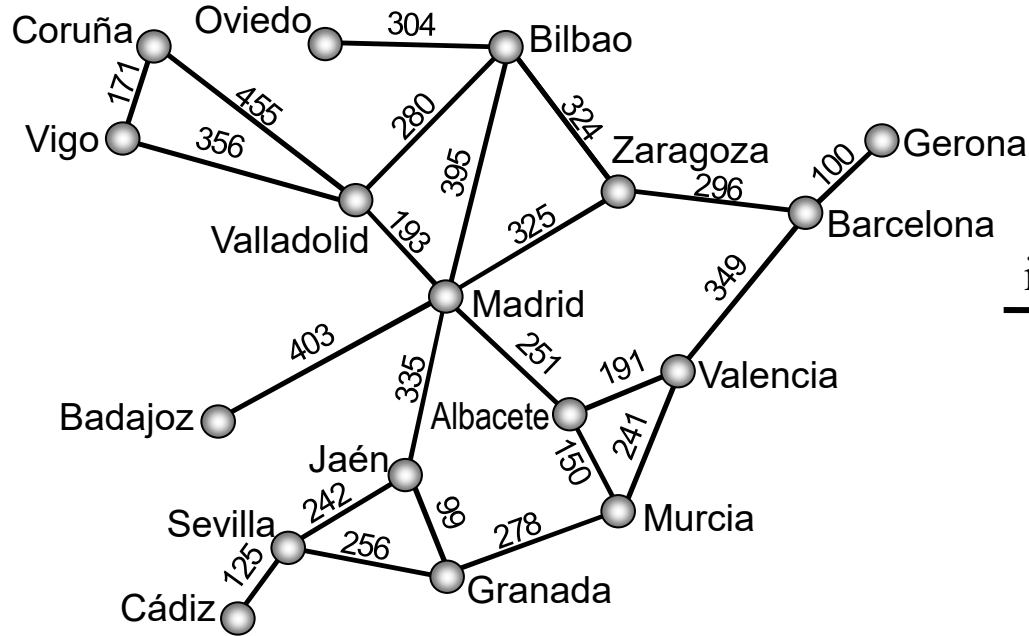 Oviedo
304
Coruña
Bilbao
171
455
280
324
Vigo
356
395
Zaragoza
Gerona
100
296
Valladolid
193
325
Barcelona
349
i
Madrid
403
251
335
191
Valencia
Badajoz
Albacete
241
Jaén
150
242
99
Sevilla
278
Murcia
256
125
Granada
Cádiz